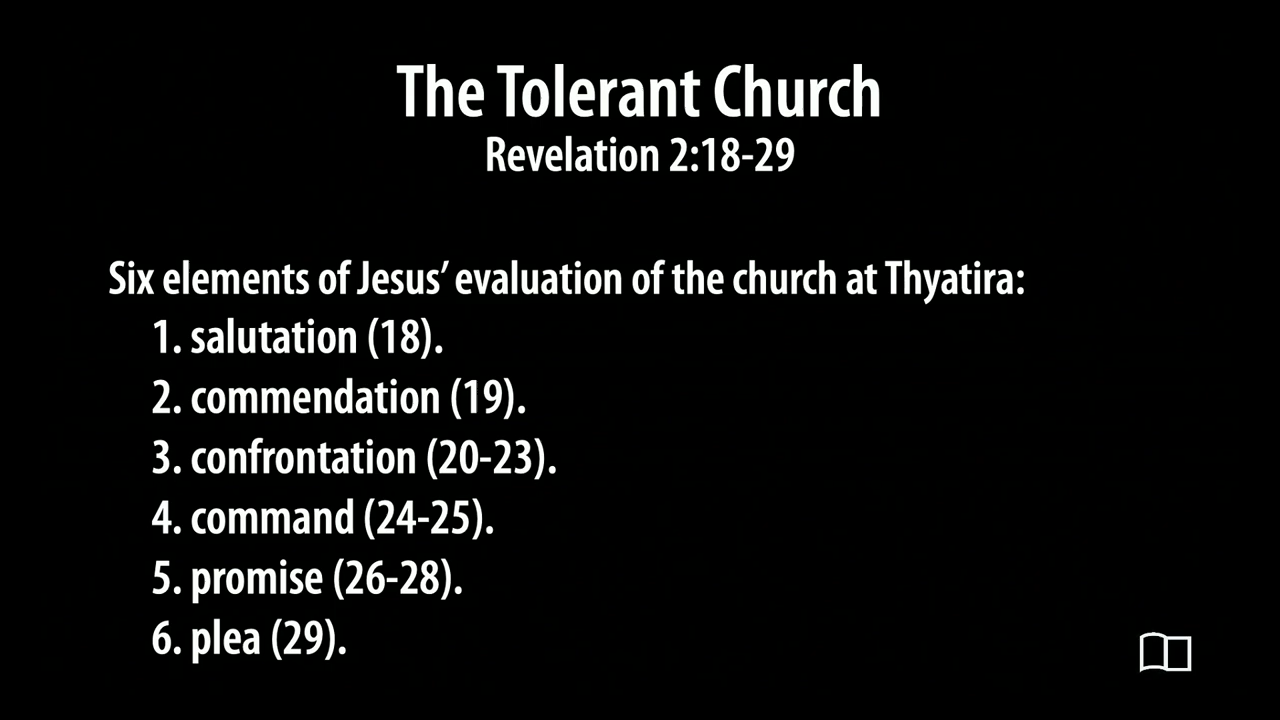 The Tolerant Church
Revelation 2:18-29
Six elements of Jesus’ evaluation of the church at Thyatira:
1. salutation (18).
2. commendation (19).
3. confrontation (20-23).
4. command (24-25).
5. promise (26-28).
6. plea (29).